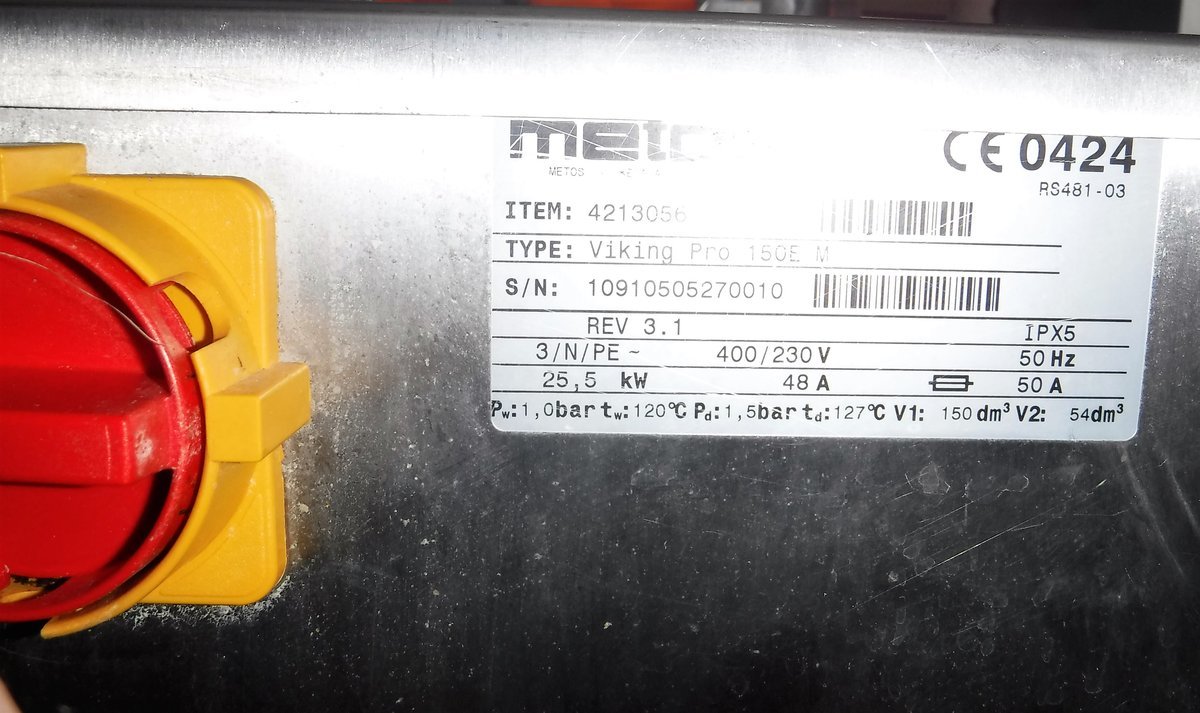 CE 0424
METOS
RS481-03
ITEM: 4213056
TYPE: Viking Pro 150E M
S/N: 10910505270010
REV 3.1 IPX5
3/N/PE ~ 400/230 V 50 Hz
25,5 kW 48 A 50 A
Pw: 1,0bar tw: 120°C Pd: 1,5bar td: 127°C V1: 150 dm³ V2: 54dm³